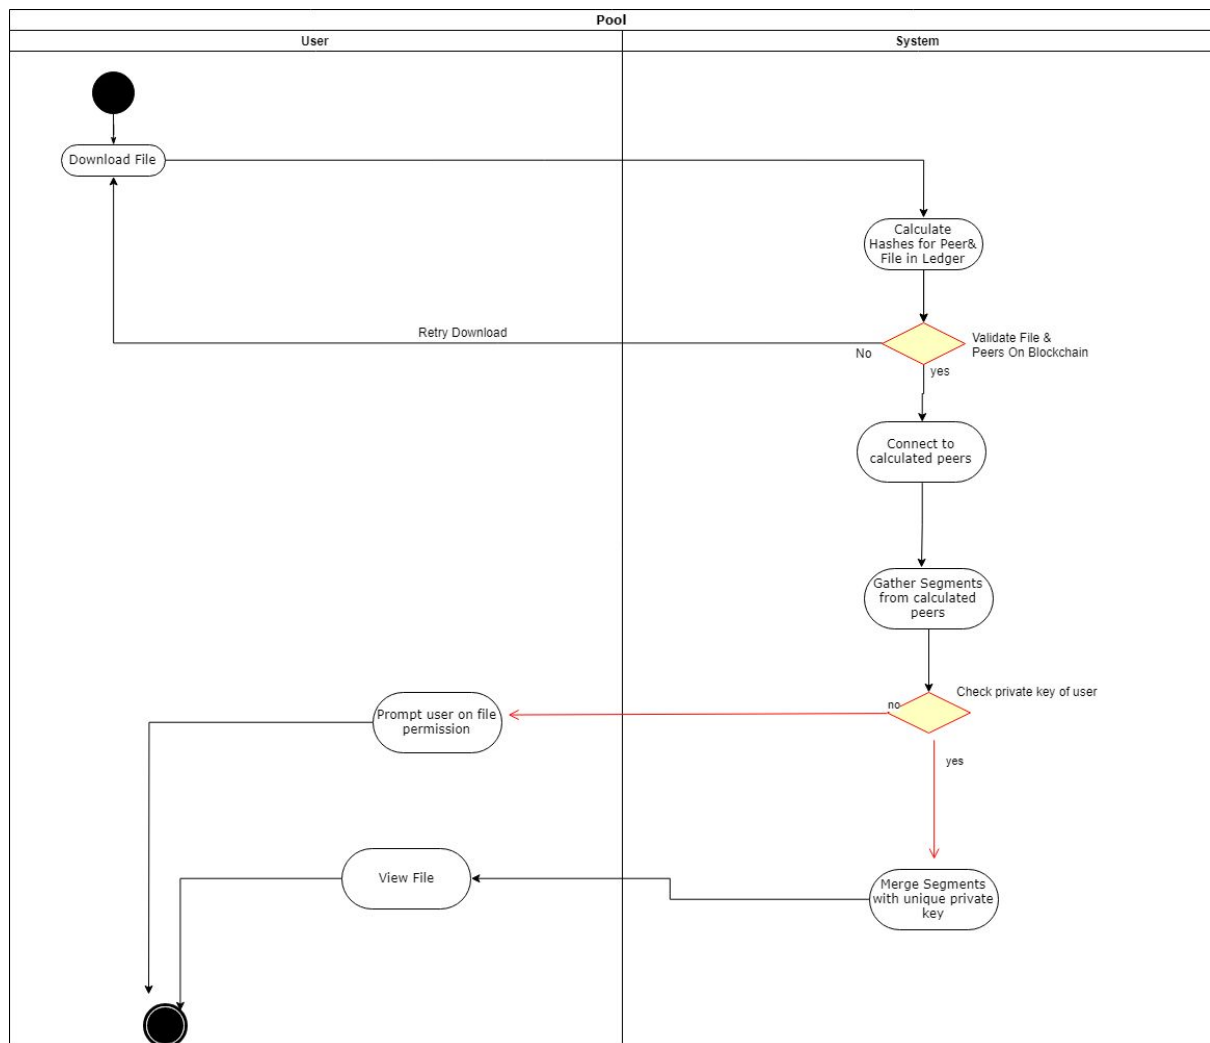 Pool
User
System
Download File
Calculate
Hashes for Peer&
File in Ledger
Retry Download
No
Validate File &
Peers On Blockchain
yes
Connect to
calculated peers
Gather Segments
from calculated
peers
Check private key of user
no
Prompt user on file
permission
yes
View File
Merge Segments
with unique private
key